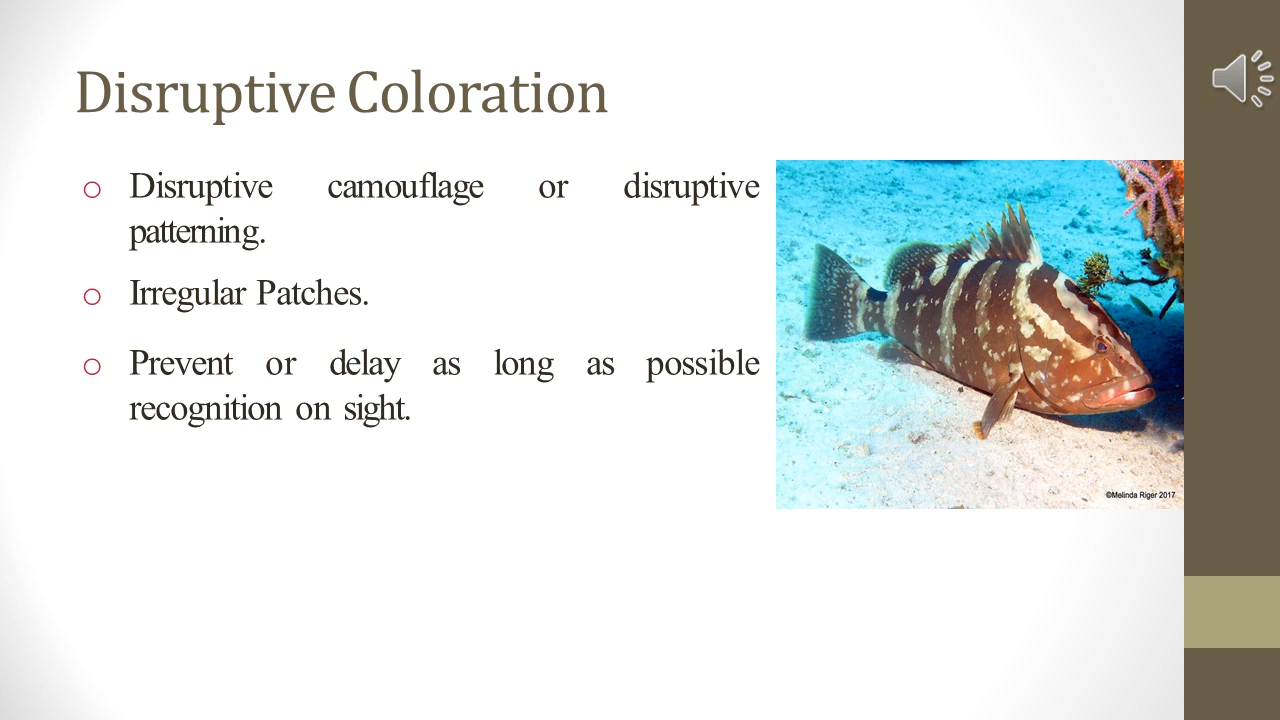 Disruptive Coloration
Disruptive camouflage or disruptive
patterning.
Irregular Patches.
Prevent or delay as long as possible
recognition on sight.
©Melinda Riger 2017